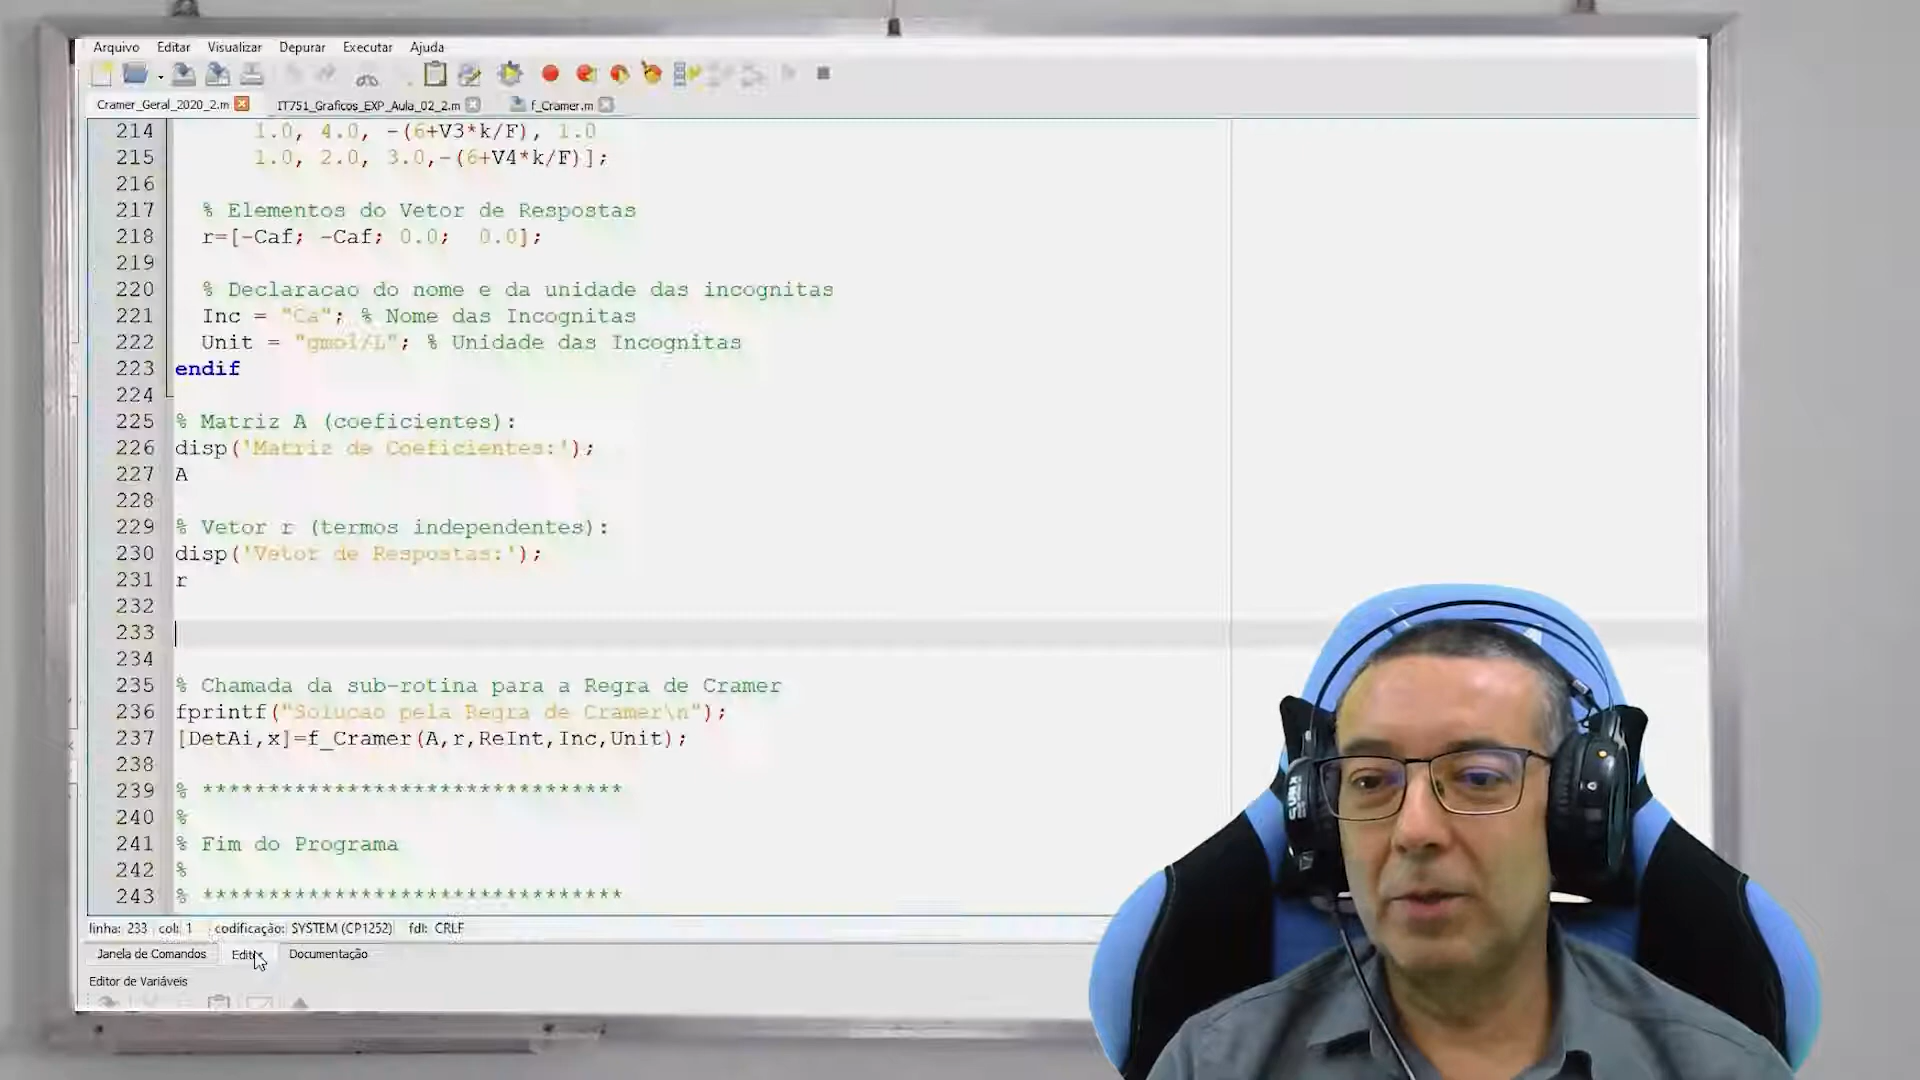 Arquivo Editar Visualizar Depurar Executar Ajuda
Cramer_Geral_2020_2.m IT751_Graficos_EXP_Aula_02_2.m f_Cramer.m
214 1.0, 4.0, -(6+V3*k/F), 1.0
215 1.0, 2.0, 3.0,-(6+V4*k/F)];
216
217 % Elementos do Vetor de Respostas
218 r=[-Caf; -Caf; 0.0; 0.0];
219
220 % Declaracao do nome e da unidade das incognitas
221 Inc = "Ca"; % Nome das Incognitas
222 Unit = "gmol/L"; % Unidade das Incognitas
223 endif
224
225 % Matriz A (coeficientes):
226 disp('Matriz de Coeficientes:');
227 A
228
229 % Vetor r (termos independentes):
230 disp('Vetor de Respostas:');
231 r
232
233
234
235 % Chamada da sub-rotina para a Regra de Cramer
236 fprintf("Solucao pela Regra de Cramer\n");
237 [DetAi,x]=f_Cramer(A,r,ReInt,Inc,Unit);
238
239 % ********************************
240 %
241 % Fim do Programa
242 %
243 % ********************************
linha: 233 col: 1 codificação: SYSTEM (CP1252) fdl: CRLF
Janela de Comandos Editor Documentação
Editor de Variáveis